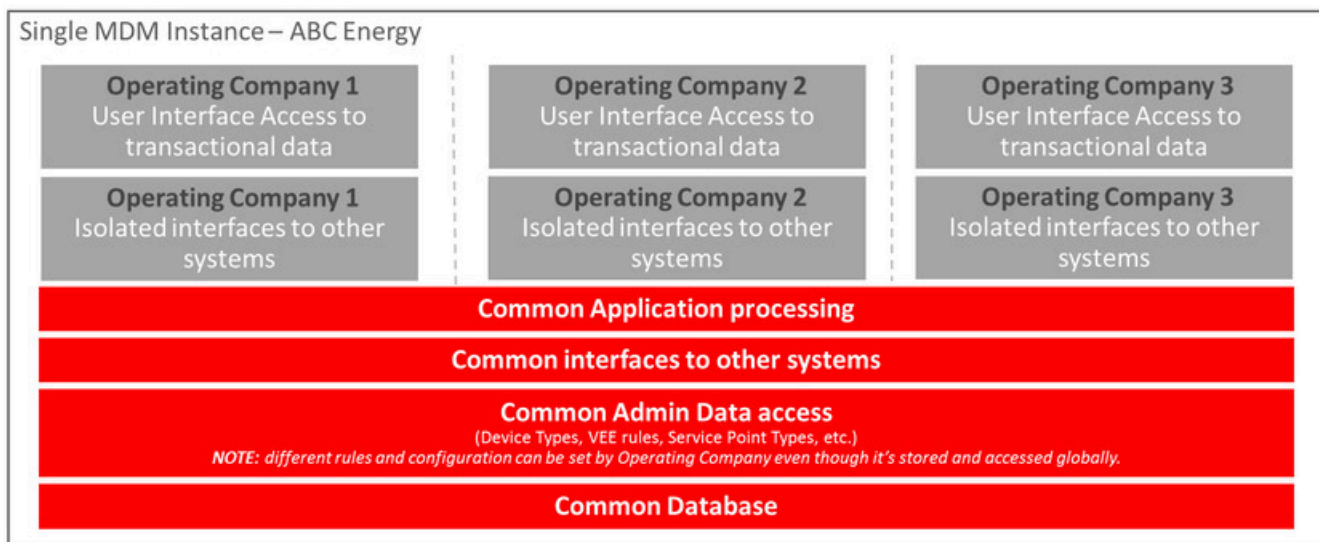 Single MDM Instance – ABC Energy
Operating Company 1
User Interface Access to
transactional data
Operating Company 2
User Interface Access to
transactional data
Operating Company 3
User Interface Access to
transactional data
Operating Company 1
Isolated interfaces to other
systems
Operating Company 2
Isolated interfaces to other
systems
Operating Company 3
Isolated interfaces to other
systems
Common Application processing
Common interfaces to other systems
Common Admin Data access
(Device Types, VEE rules, Service Point Types, etc.)
NOTE: different rules and configuration can be set by Operating Company even though it’s stored and accessed globally.
Common Database